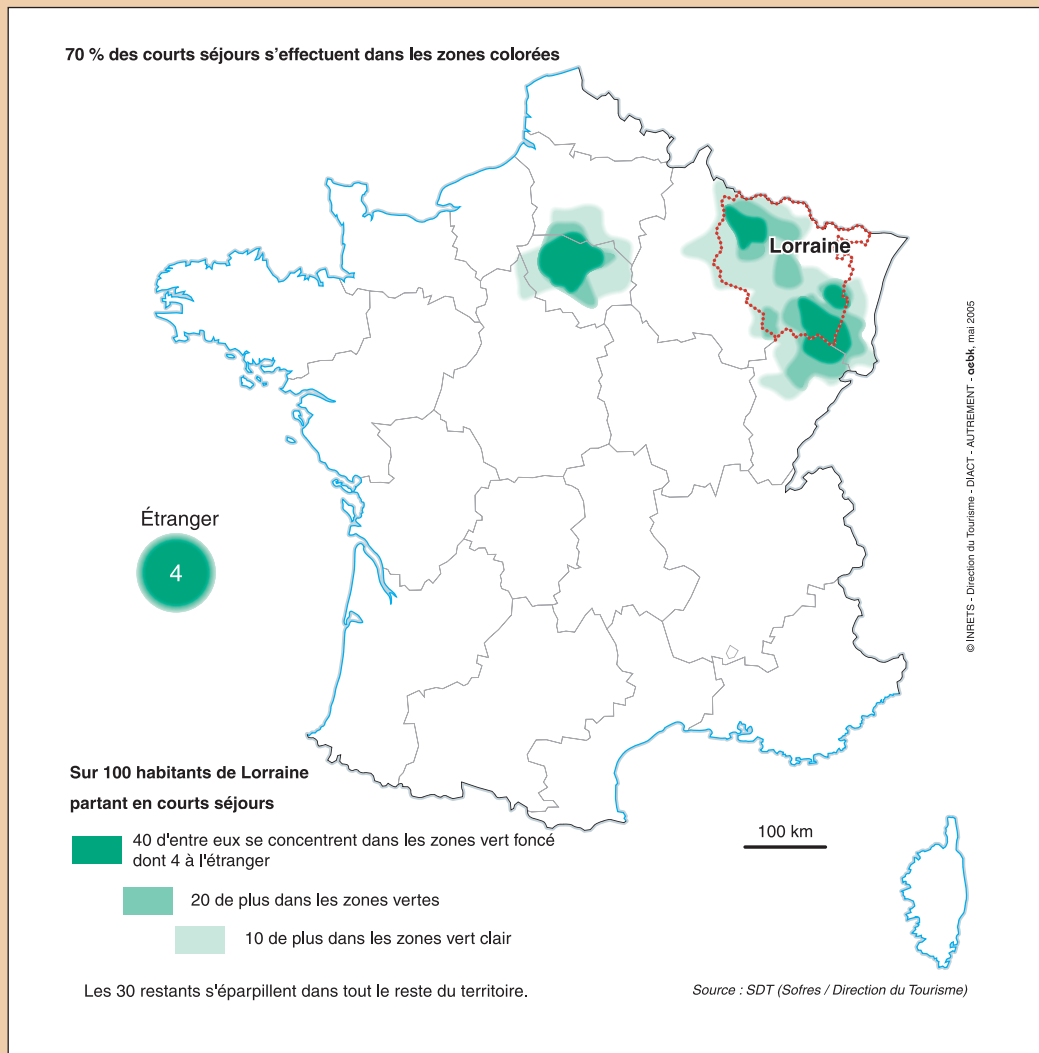 70 % des courts séjours s'effectuent dans les zones colorées
Lorraine
© INRETS - Direction du Tourisme - DIACT - AUTREMENT - aebk, mai 2005
Étranger
4
Sur 100 habitants de Lorraine
partant en courts séjours
40 d'entre eux se concentrent dans les zones vert foncé
dont 4 à l'étranger
20 de plus dans les zones vertes
10 de plus dans les zones vert clair
Les 30 restants s'éparpillent dans tout le reste du territoire.
100 km
Source : SDT (Sofres / Direction du Tourisme)